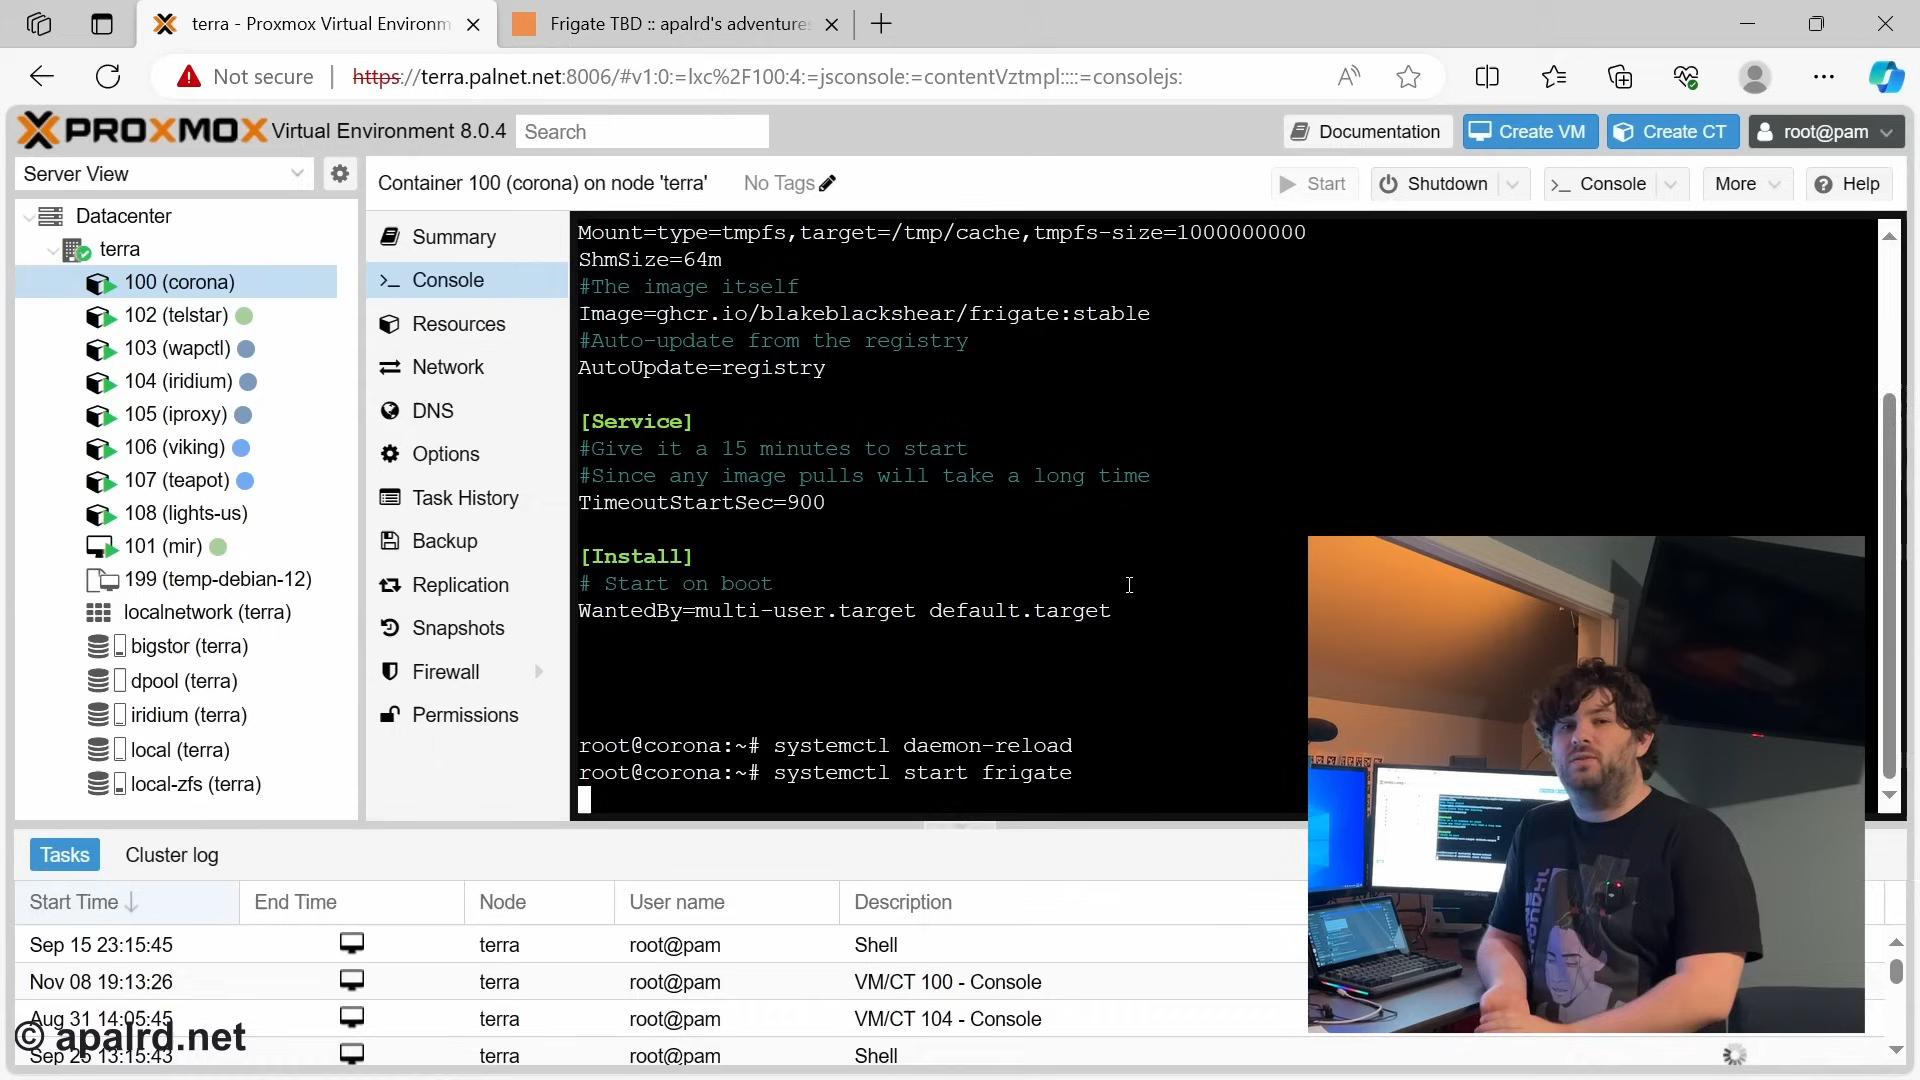 terra - Proxmox Virtual Environm
Frigate TBD :: apalrd's adventures
Not secure
https://terra.palnet.net:8006/#v1:0:=lxc%2F100:4:=jsconsole:=contentVztmpl::::=consolejs:
PROXMOX Virtual Environment 8.0.4
Search
Documentation
Create VM
Create CT
root@pam
Server View
Container 100 (corona) on node 'terra'
No Tags
Start
Shutdown
Console
More
Help
Datacenter
terra
100 (corona)
102 (telstar)
103 (wapctl)
104 (iridium)
105 (iproxy)
106 (viking)
107 (teapot)
108 (lights-us)
101 (mir)
199 (temp-debian-12)
localnetwork (terra)
bigstor (terra)
dpool (terra)
iridium (terra)
local (terra)
local-zfs (terra)
Summary
Console
Resources
Network
DNS
Options
Task History
Backup
Replication
Snapshots
Firewall
Permissions
Mount=type=tmpfs,target=/tmp/cache,tmpfs-size=1000000000
ShmSize=64m
#The image itself
Image=ghcr.io/blakeblackshear/frigate:stable
#Auto-update from the registry
AutoUpdate=registry
[Service]
#Give it a 15 minutes to start
#Since any image pulls will take a long time
TimeoutStartSec=900
[Install]
# Start on boot
WantedBy=multi-user.target default.target
root@corona:~# systemctl daemon-reload
root@corona:~# systemctl start frigate
Tasks
Cluster log
Start Time
End Time
Node
User name
Description
Sep 15 23:15:45
terra
root@pam
Shell
Nov 08 19:13:26
terra
root@pam
VM/CT 100 - Console
Aug 31 14:05:45
terra
root@pam
VM/CT 104 - Console
Sep 25 13:15:43
terra
root@pam
Shell
© apalrd.net